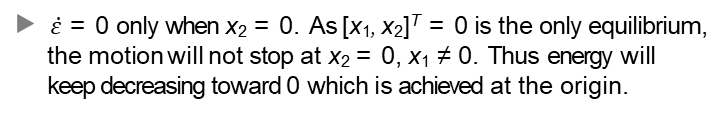 ▶ ε̇ = 0 only when x₂ = 0. As [x₁, x₂]ᵀ = 0 is the only equilibrium,
the motion will not stop at x₂ = 0, x₁ ≠ 0. Thus energy will
keep decreasing toward 0 which is achieved at the origin.